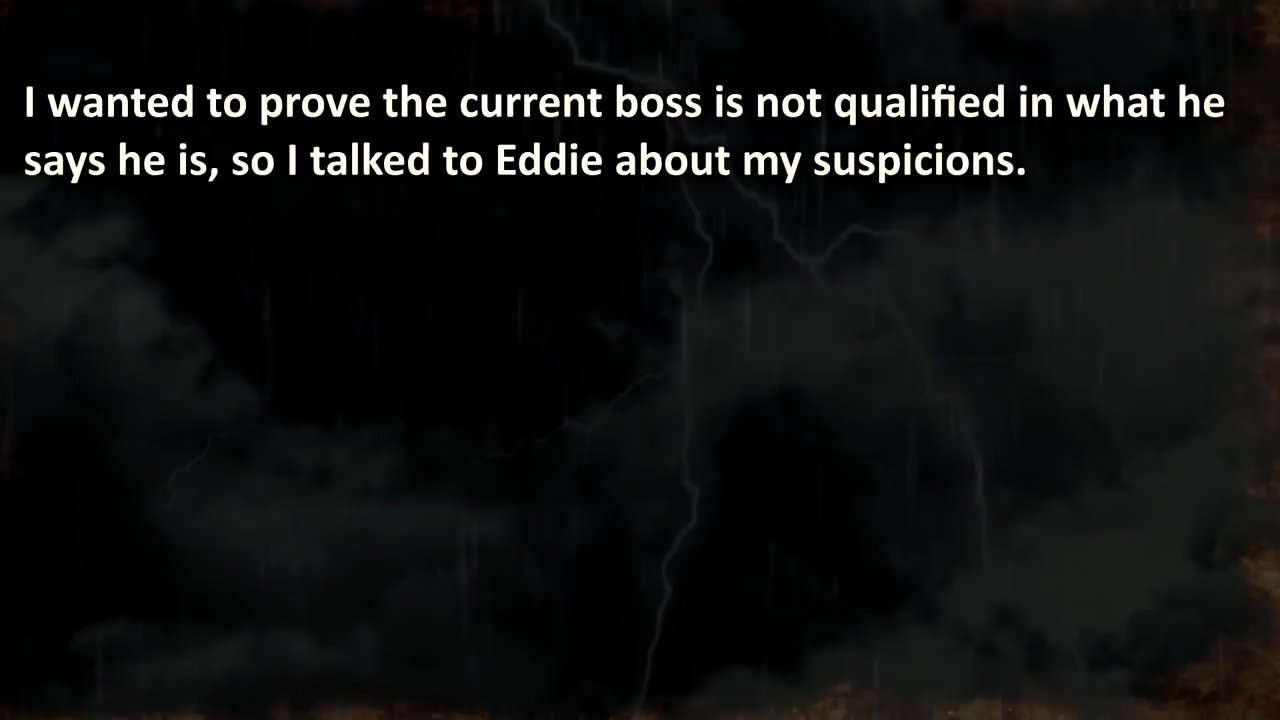 I wanted to prove the current boss is not qualified in what he
says he is, so I talked to Eddie about my suspicions.